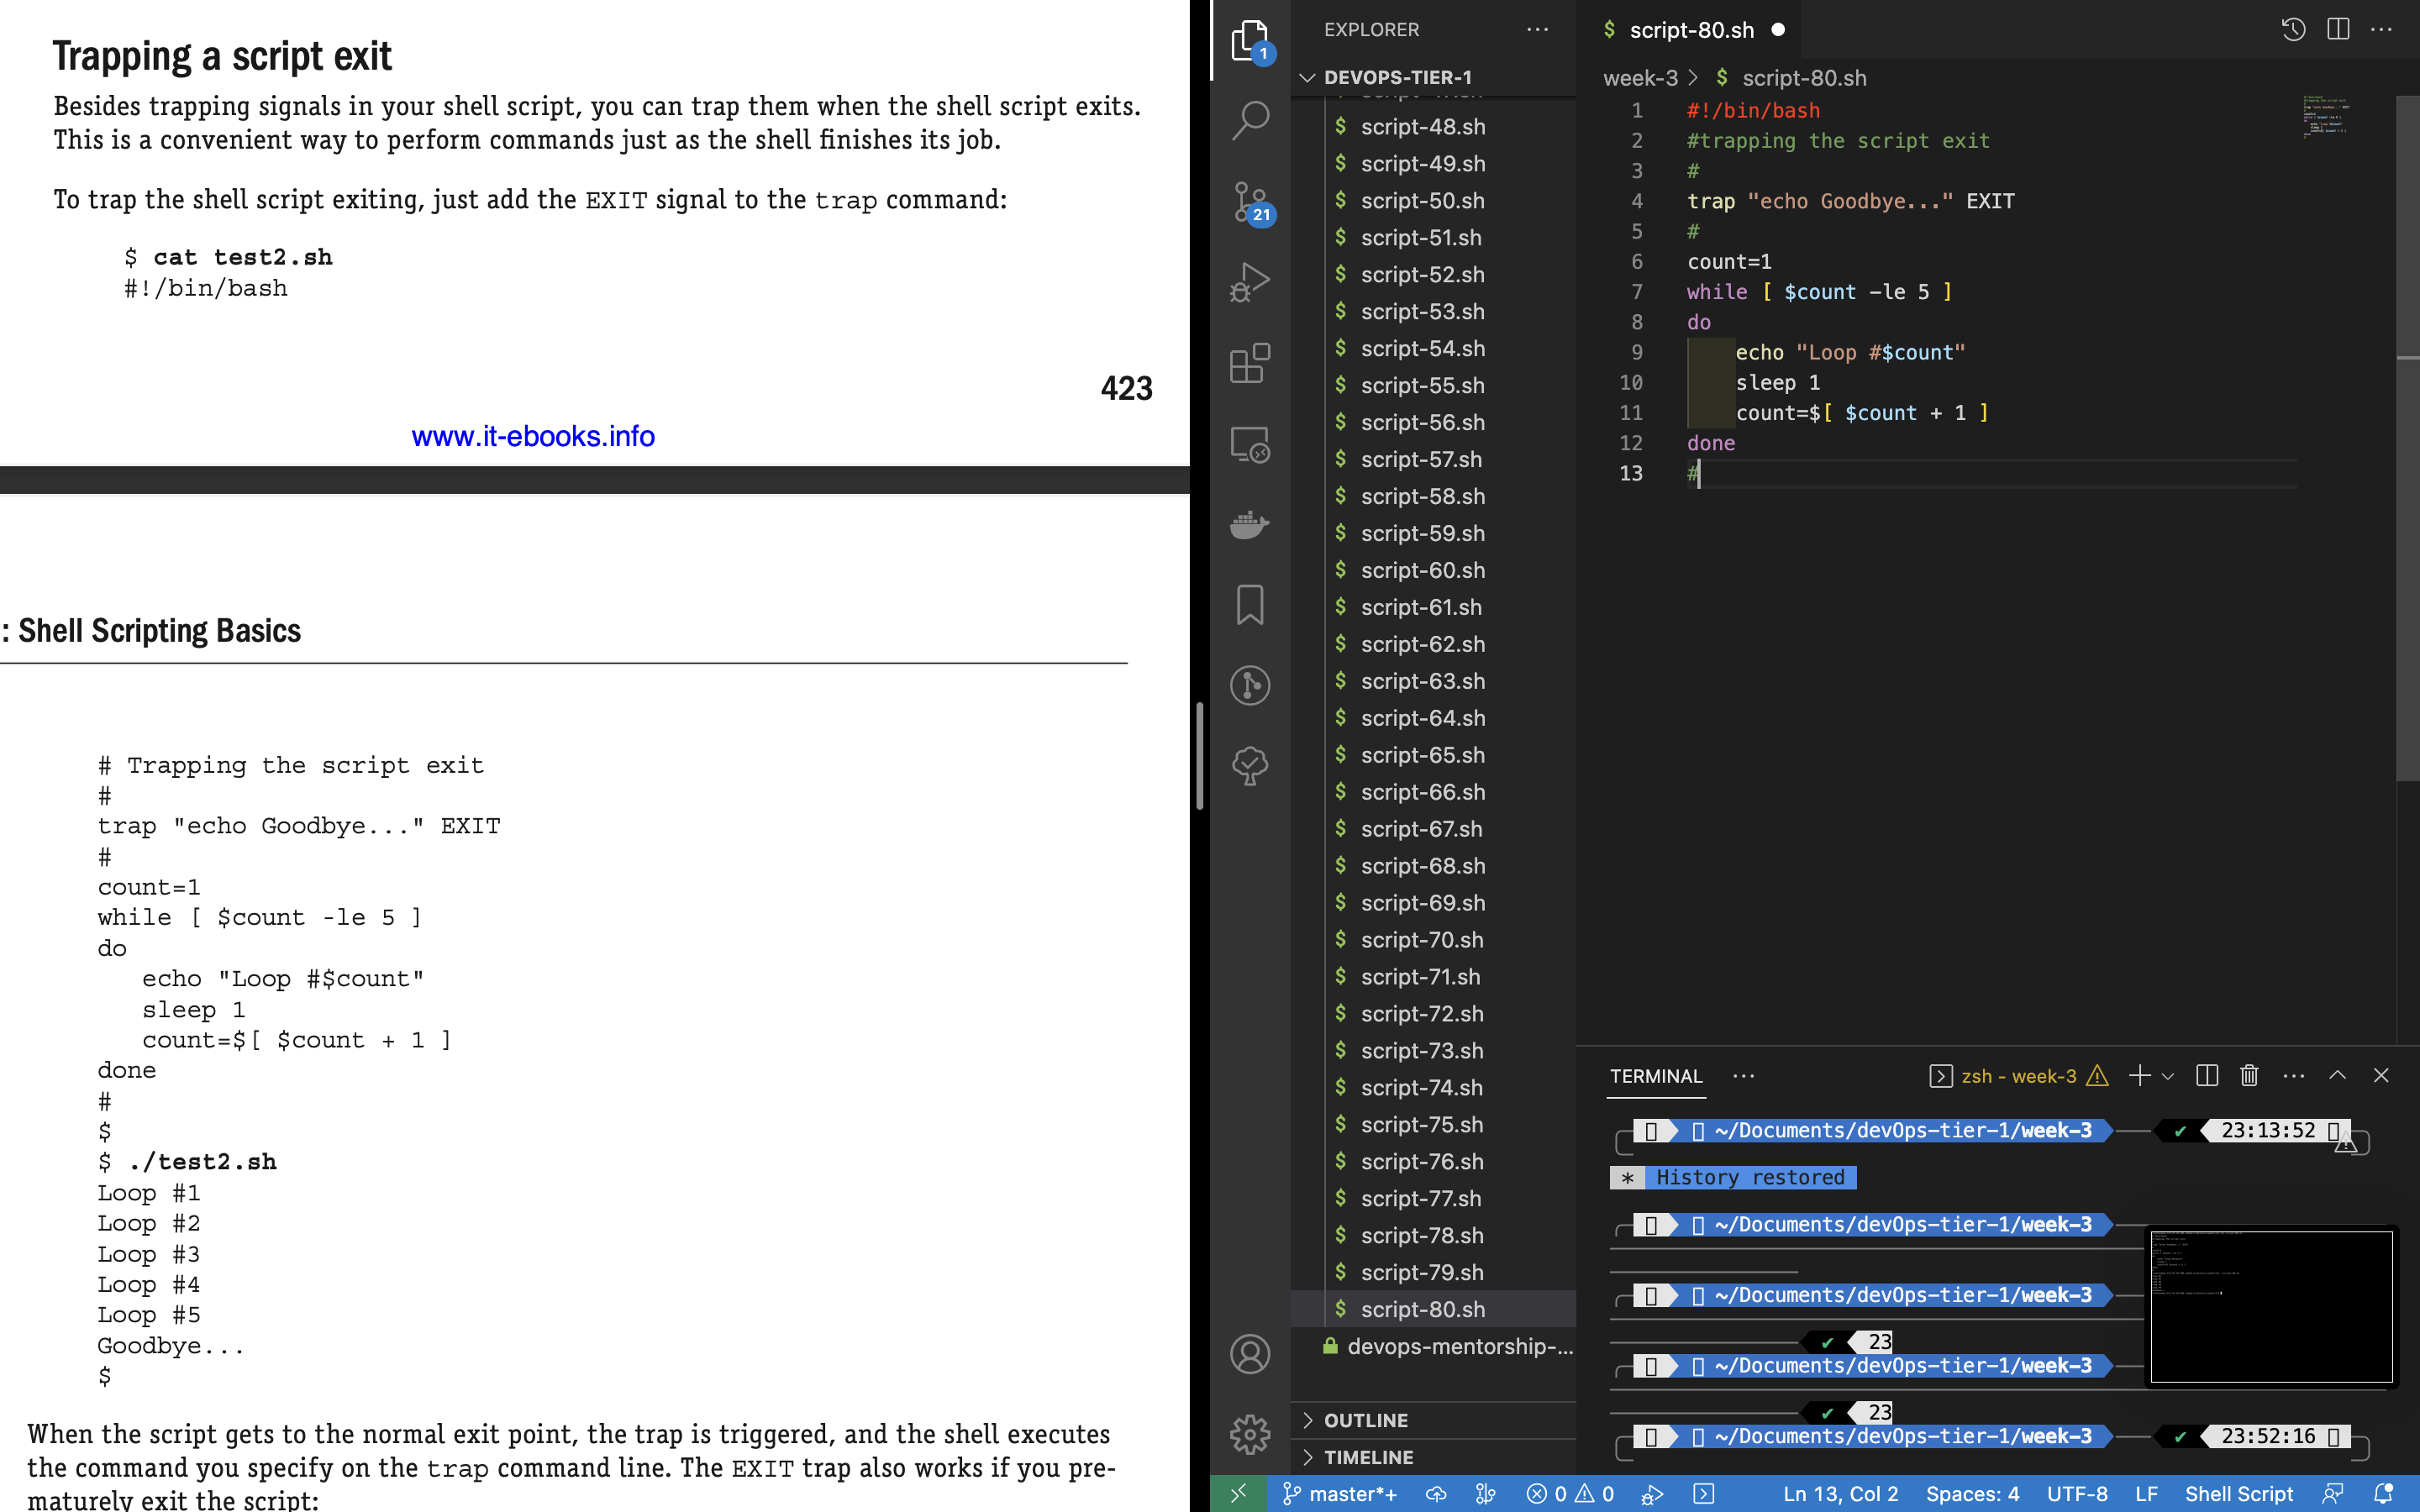 Trapping a script exit
Besides trapping signals in your shell script, you can trap them when the shell script exits.
This is a convenient way to perform commands just as the shell finishes its job.
To trap the shell script exiting, just add the EXIT signal to the trap command:
$ cat test2.sh
#!/bin/bash
423
www.it-ebooks.info
: Shell Scripting Basics
# Trapping the script exit
#
trap "echo Goodbye..." EXIT
#
count=1
while [ $count -le 5 ]
do
echo "Loop #$count"
sleep 1
count=$[ $count + 1 ]
done
#
$
$ ./test2.sh
Loop #1
Loop #2
Loop #3
Loop #4
Loop #5
Goodbye...
$
When the script gets to the normal exit point, the trap is triggered, and the shell executes
the command you specify on the trap command line. The EXIT trap also works if you pre-
maturely exit the script:
1
21
EXPLORER
DEVOPS-TIER-1
$ script-48.sh
$ script-49.sh
$ script-50.sh
$ script-51.sh
$ script-52.sh
$ script-53.sh
$ script-54.sh
$ script-55.sh
$ script-56.sh
$ script-57.sh
$ script-58.sh
$ script-59.sh
$ script-60.sh
$ script-61.sh
$ script-62.sh
$ script-63.sh
$ script-64.sh
$ script-65.sh
$ script-66.sh
$ script-67.sh
$ script-68.sh
$ script-69.sh
$ script-70.sh
$ script-71.sh
$ script-72.sh
$ script-73.sh
$ script-74.sh
$ script-75.sh
$ script-76.sh
$ script-77.sh
$ script-78.sh
$ script-79.sh
$ script-80.sh
devops-mentorship-...
OUTLINE
TIMELINE
$ script-80.sh
week-3 > $ script-80.sh
1 #!/bin/bash
2 #trapping the script exit
3 #
4 trap "echo Goodbye..." EXIT
5 #
6 count=1
7 while [ $count -le 5 ]
8 do
9 echo "Loop #$count"
10 sleep 1
11 count=$[ $count + 1 ]
12 done
13 #
TERMINAL
zsh - week-3
~/Documents/devOps-tier-1/week-3 ✔ 23:13:52
* History restored
~/Documents/devOps-tier-1/week-3
~/Documents/devOps-tier-1/week-3
✔ 23
~/Documents/devOps-tier-1/week-3
✔ 23
~/Documents/devOps-tier-1/week-3 ✔ 23:52:16
master*+ 0 0 Ln 13, Col 2 Spaces: 4 UTF-8 LF Shell Script